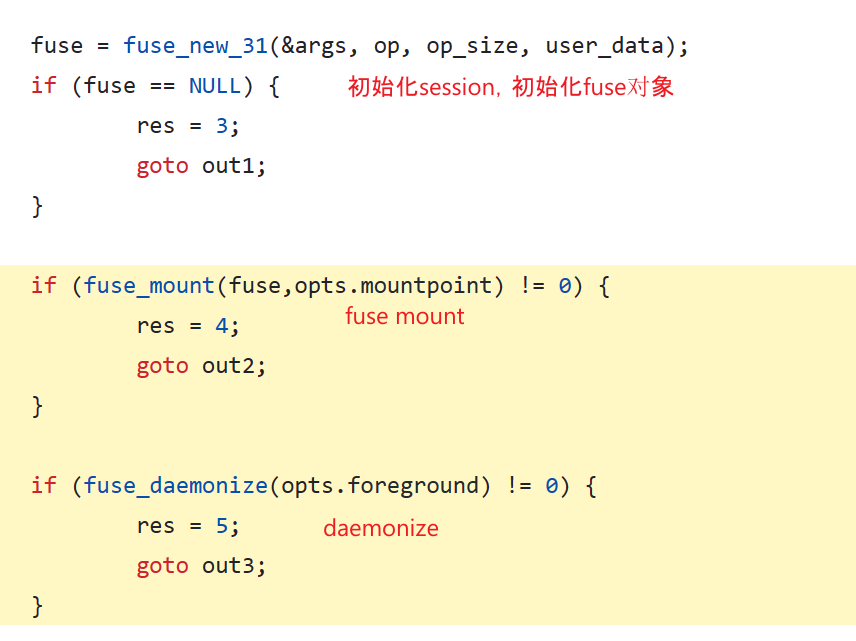 fuse = fuse_new_31(&args, op, op_size, user_data);
if (fuse == NULL) { 初始化session, 初始化fuse对象
res = 3;
goto out1;
}
if (fuse_mount(fuse,opts.mountpoint) != 0) {
fuse mount
res = 4;
goto out2;
}
if (fuse_daemonize(opts.foreground) != 0) {
res = 5; daemonize
goto out3;
}